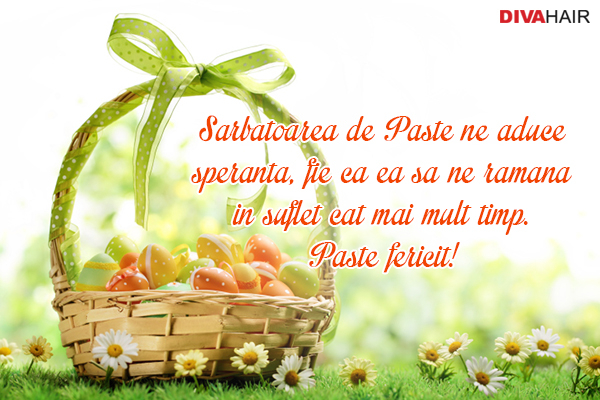 DIVAHAIR
Sarbatoarea de Paste ne aduce
speranta, fie ca ea sa ne ramana
in suflet cat mai mult timp.
Paste fericit!